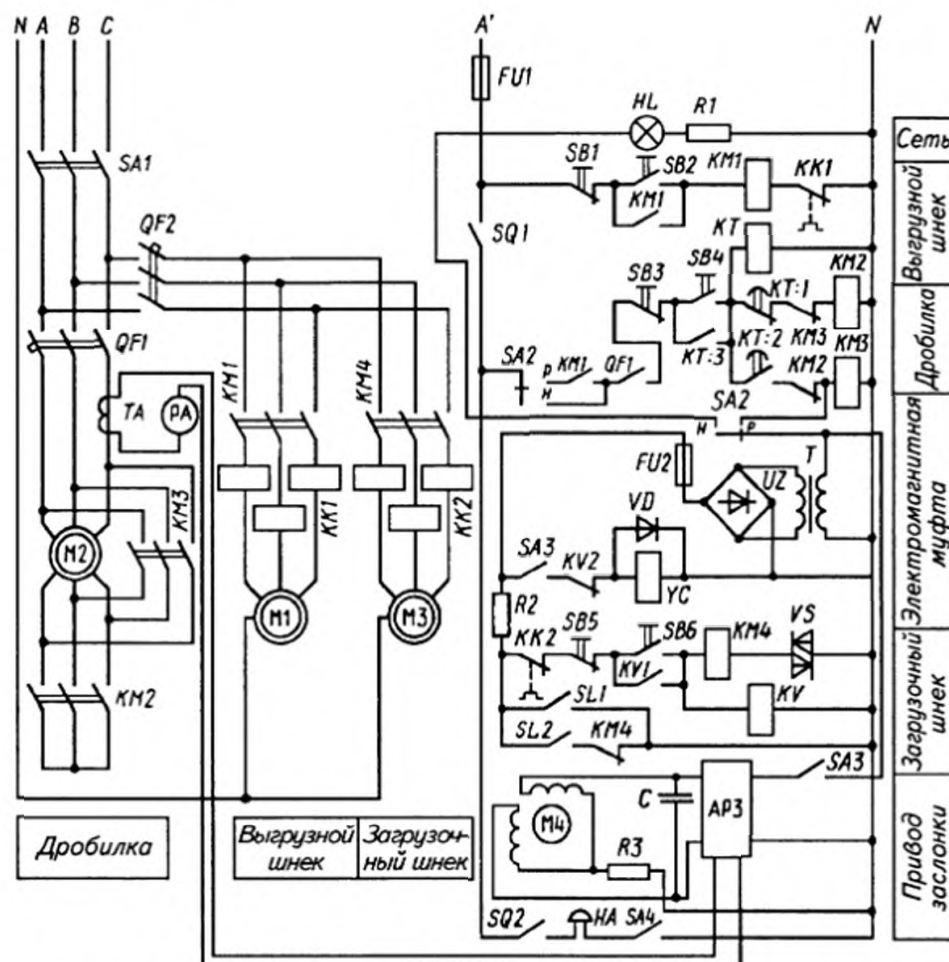 N A B C
A' N
FU1
HL R1
SA1
SB1 SB2 KM1 KK1
KM1
QF2
SQ1
KT
SB3 SB4 KT:1 KM2
KM3
QF1
KT:3 KT:2 KM2 KM3
SA2 P KM1 QF1
H
SA2
H P
TA PA
KM1 KM4
FU2 UZ T
KM3
KK1 KK2
VD
M2
SA3 KV2
YC
M1 M3
R2
KK2 SB5 SB6 KM4 VS
KV1
KV
SL1
KM2
SL2 KM4
SA3
C AP3
M4
R3
SQ2 HA SA4
Дробилка
Выгрузной
шнек
Загрузоч-
ный шнек
Сеть
Выгрузной
шнек
Дробилка
Электромагнитная
муфта
Загрузочный
шнек
Привод
заслонки